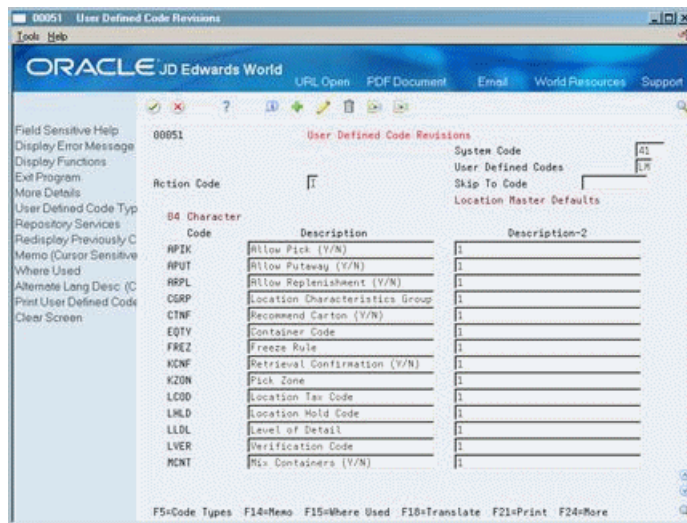 00051 User Defined Code Revisions
Tools Help
ORACLE JD Edwards World
URL Open PDF Document Email World Resources Support
Field Sensitive Help
Display Error Message
Display Functions
Exit Program
More Details
User Defined Code Typ
Repository Services
Redisplay Previously C
Memo (Cursor Sensitive
Where Used
Alternate Lang Desc (C
Print User Defined Code
Clear Screen
00051 User Defined Code Revisions
System Code 41
User Defined Codes LM
Action Code I Skip To Code
Location Master Defaults
04 Character
Code Description Description-2
APIK Allow Pick (Y/N) 1
APUT Allow Putaway (Y/N) 1
ARPL Allow Replenishment (Y/N) 1
CGRP Location Characteristics Group 1
CTNF Recommend Carton (Y/N) 1
EQTY Container Code 1
FREZ Freeze Rule 1
KCNF Retrieval Confirmation (Y/N) 1
KZON Pick Zone 1
LCOD Location Tax Code 1
LHLD Location Hold Code 1
LLDL Level of Detail 1
LVER Verification Code 1
MCNT Mix Containers (Y/N) 1
F5=Code Types F14=Memo F15=Where Used F18=Translate F21=Print F24=More